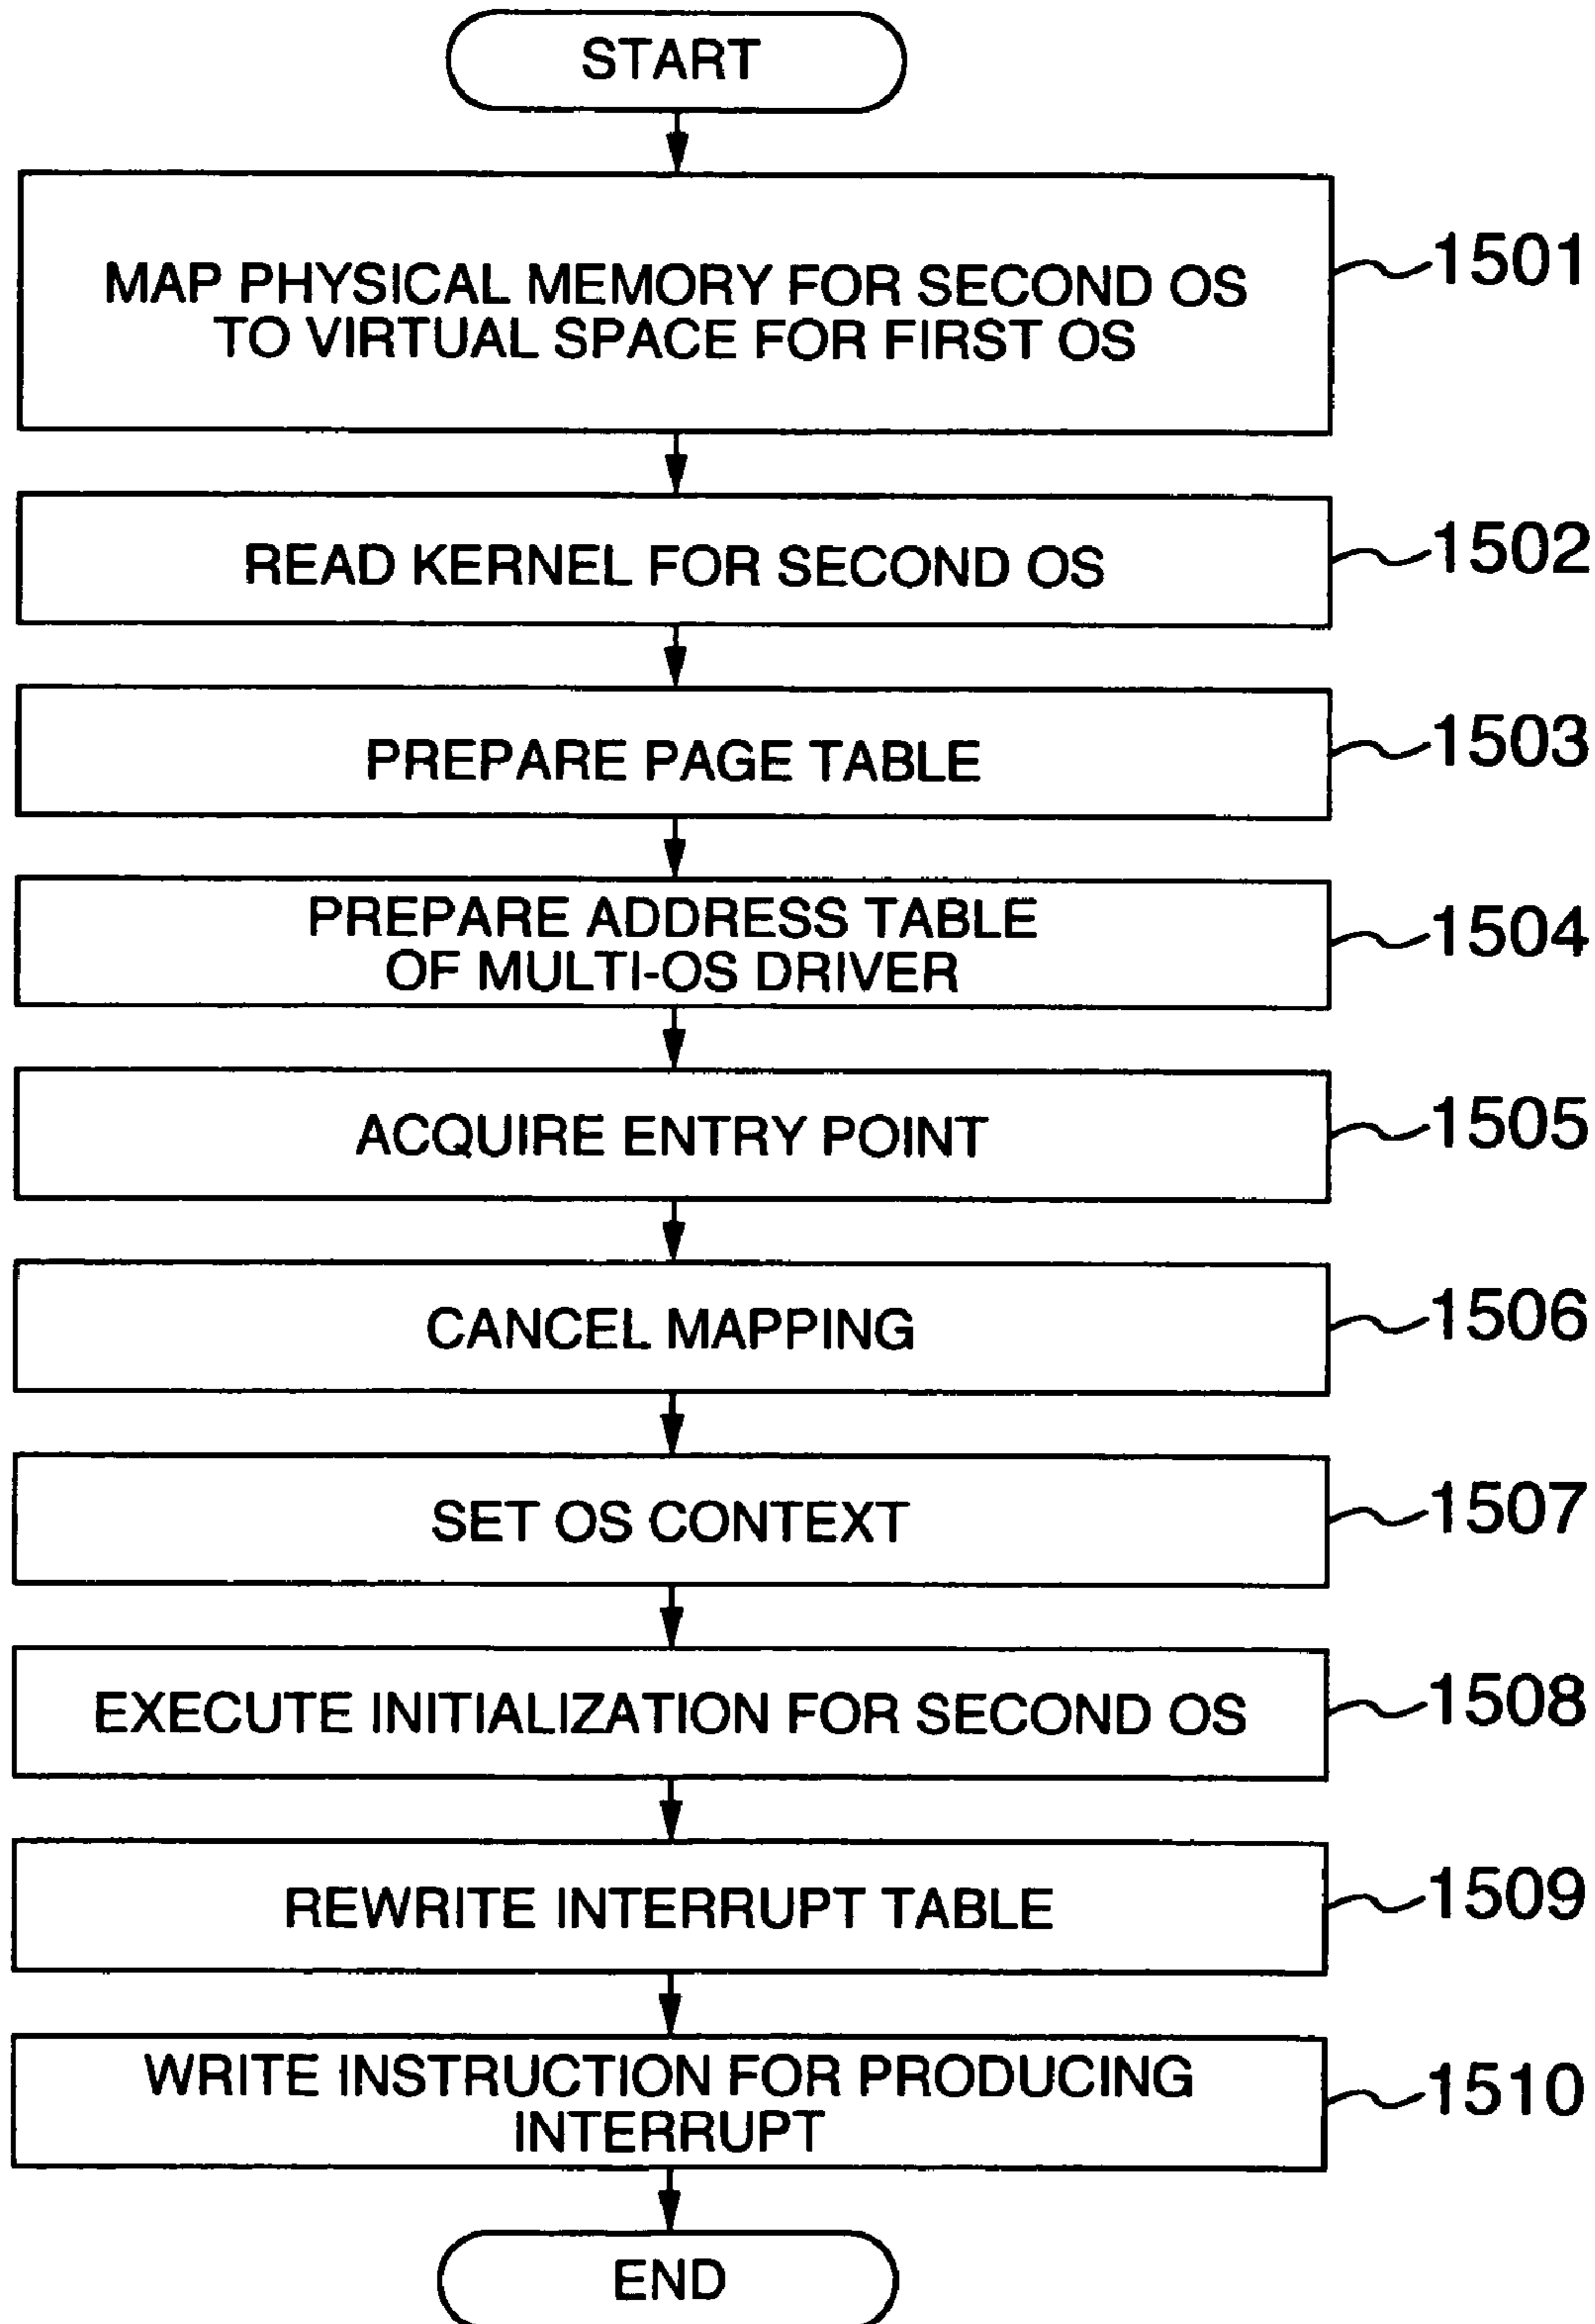 START
MAP PHYSICAL MEMORY FOR SECOND OS
TO VIRTUAL SPACE FOR FIRST OS
1501
READ KERNEL FOR SECOND OS
1502
PREPARE PAGE TABLE
1503
PREPARE ADDRESS TABLE
OF MULTI-OS DRIVER
1504
ACQUIRE ENTRY POINT
1505
CANCEL MAPPING
1506
SET OS CONTEXT
1507
EXECUTE INITIALIZATION FOR SECOND OS
1508
REWRITE INTERRUPT TABLE
1509
WRITE INSTRUCTION FOR PRODUCING
INTERRUPT
1510
END